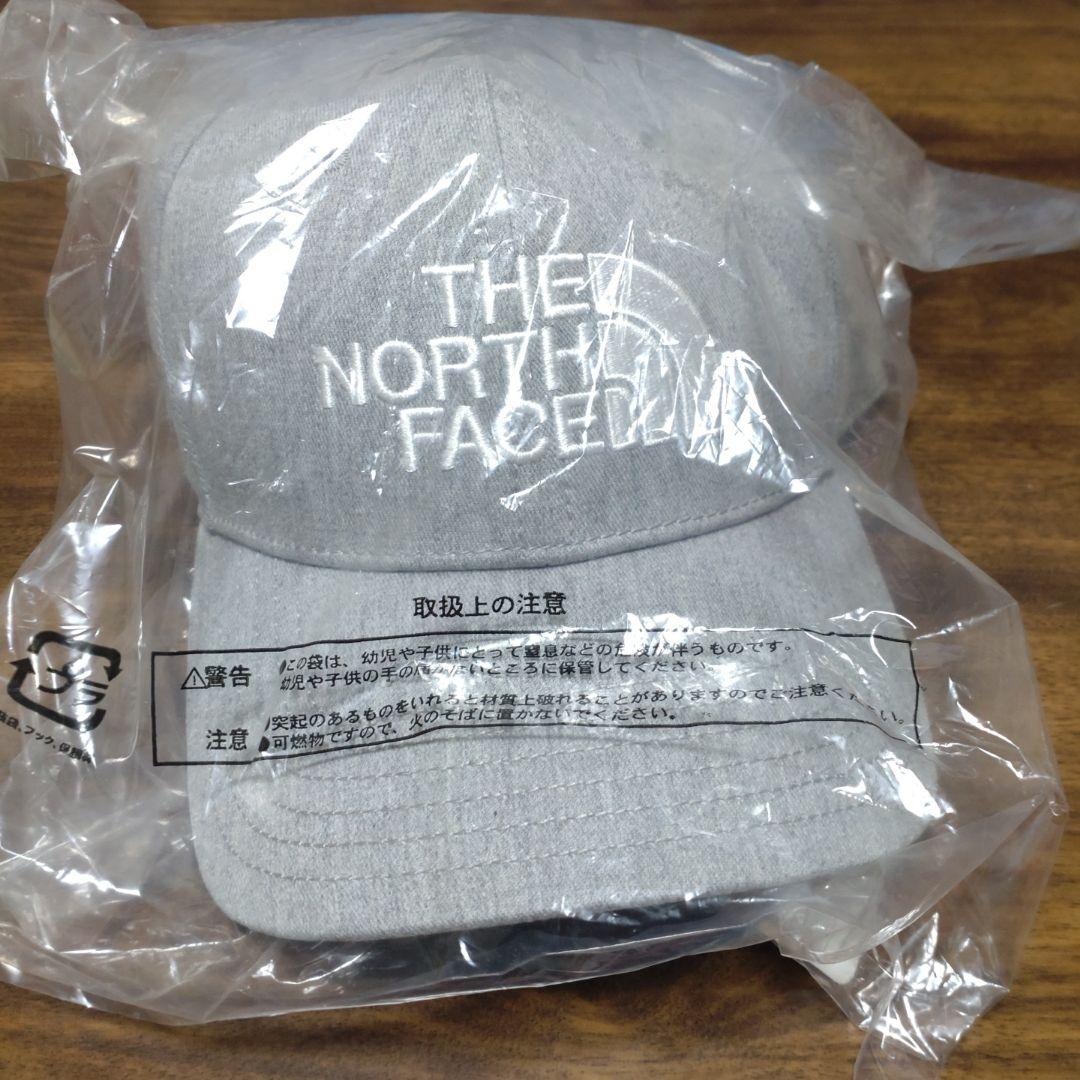 THE
NORTH
FACE
取扱上の注意
警告
この袋は、幼児や子供にとって窒息などの危険が伴うものです。
幼児や子供の手の届かないところに保管してください。
注意
突起のあるものをいれると材質上破れることがありますのでご注意ください。
可燃物ですので、火のそばに置かないでください。
プラ
袋、フック、保護